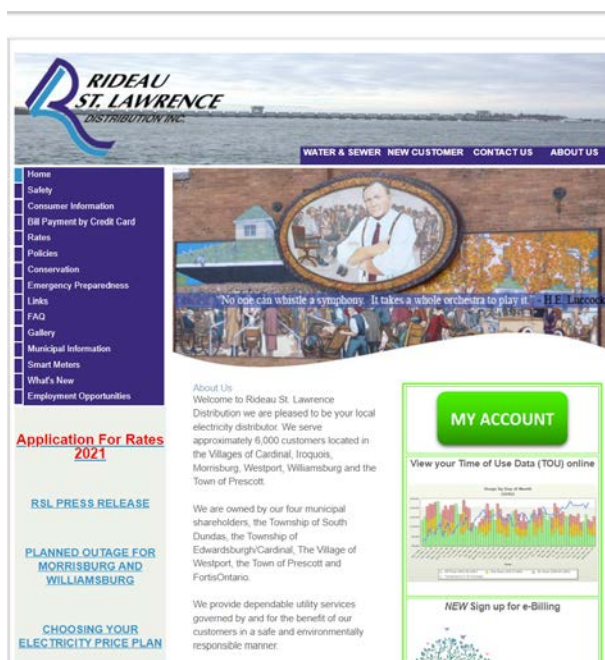 RIDEAU
ST. LAWRENCE
DISTRIBUTION INC.
WATER & SEWER NEW CUSTOMER CONTACT US ABOUT US
Home
Safety
Consumer Information
Bill Payment by Credit Card
Rates
Policies
Conservation
Emergency Preparedness
Links
FAQ
Gallery
Municipal Information
Smart Meters
What's New
Employment Opportunities
"No one can whistle a symphony. It takes a whole orchestra to play it." - H.E. Luccock
Application For Rates
2021
RSL PRESS RELEASE
PLANNED OUTAGE FOR
MORRISBURG AND
WILLIAMSBURG
CHOOSING YOUR
ELECTRICITY PRICE PLAN
About Us
Welcome to Rideau St. Lawrence
Distribution we are pleased to be your local
electricity distributor. We serve
approximately 6,000 customers located in
the Villages of Cardinal, Iroquois,
Morrisburg, Westport, Williamsburg and the
Town of Prescott.
We are owned by our four municipal
shareholders, the Township of South
Dundas, the Township of
Edwardsburgh/Cardinal, The Village of
Westport, the Town of Prescott and
FortisOntario.
We provide dependable utility services
governed by and for the benefit of our
customers in a safe and environmentally
responsible manner.
MY ACCOUNT
View your Time of Use Data (TOU) online
Usage by Day of Month
NEW Sign up for e-Billing